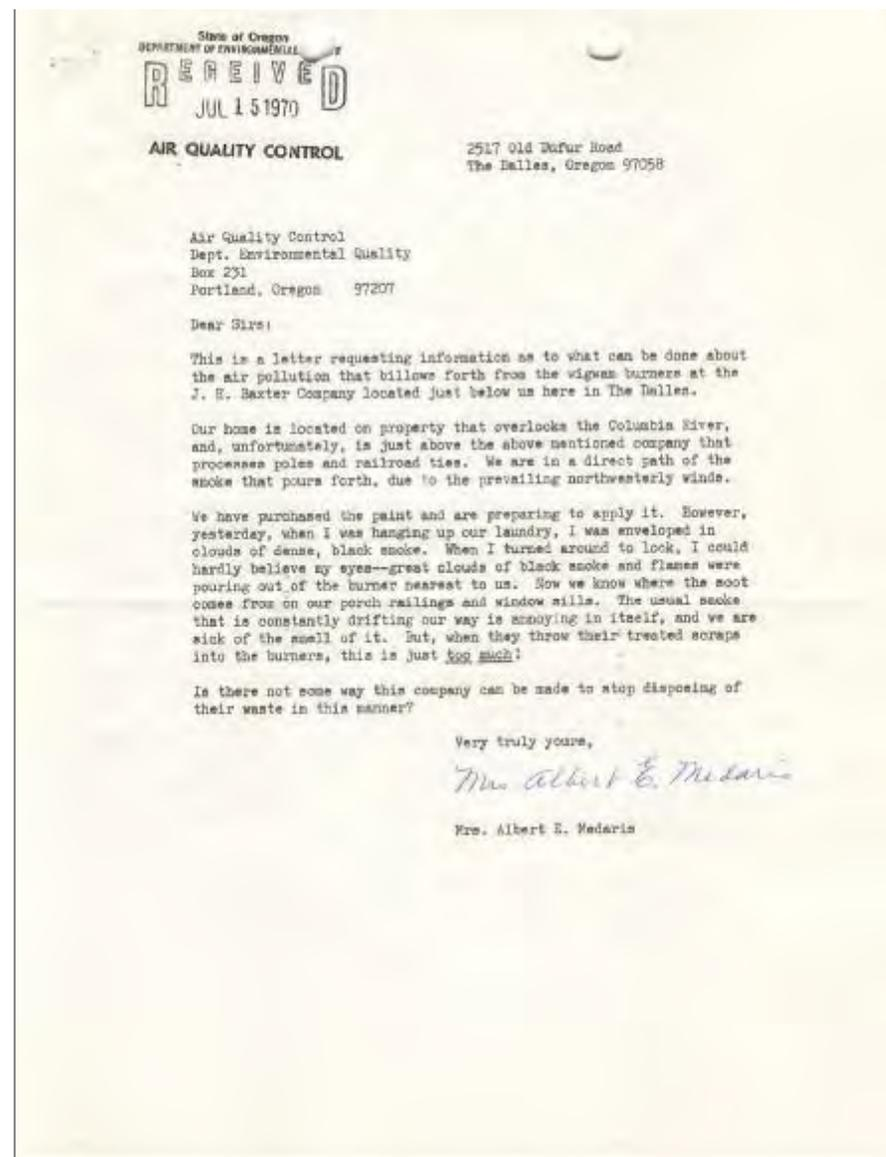 State of Oregon
DEPARTMENT OF ENVIRONMENTAL
RECEIVED
JUL 15 1970
AIR QUALITY CONTROL
2517 Old Dufur Road
The Dalles, Oregon 97058
Air Quality Control
Dept. Environmental Quality
Box 231
Portland, Oregon 97207
Dear Sirs:
This is a letter requesting information as to what can be done about
the air pollution that billows forth from the wigwam burners at the
J. H. Baxter Company located just below us here in The Dalles.
Our home is located on property that overlooks the Columbia River,
and, unfortunately, is just above the above mentioned company that
processes poles and railroad ties. We are in a direct path of the
smoke that pours forth, due to the prevailing northwesterly winds.
We have purchased the paint and are preparing to apply it. However,
yesterday, when I was hanging up our laundry, I was enveloped in
clouds of dense, black smoke. When I turned around to look, I could
hardly believe my eyes--great clouds of black smoke and flames were
pouring out of the burner nearest to us. Now we know where the soot
comes from on our porch railings and window sills. The usual smoke
that is constantly drifting our way is annoying in itself, and we are
sick of the smell of it. But, when they throw their treated scraps
into the burners, this is just too much!
Is there not some way this company can be made to stop disposing of
their waste in this manner?
Very truly yours,
Mrs Albert E. Medaris
Mrs. Albert E. Medaris